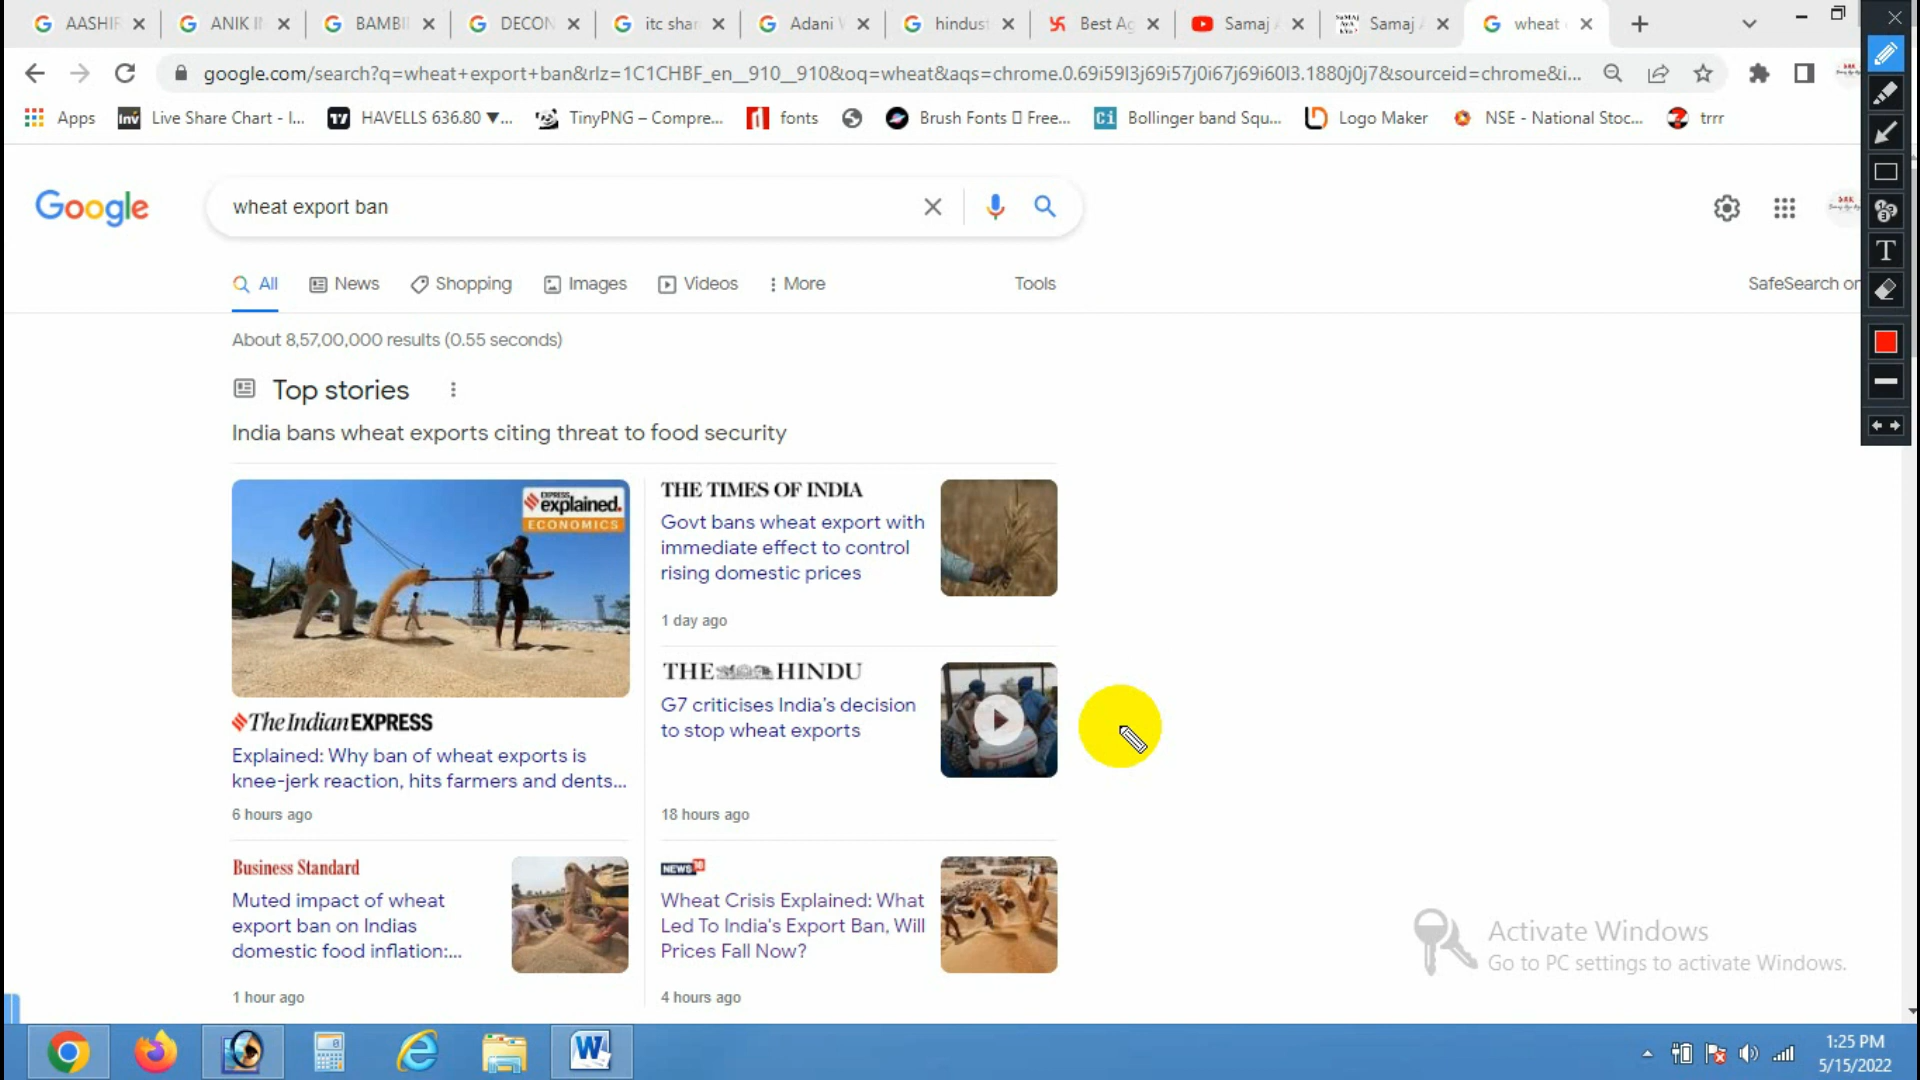 AASHIF
ANIK I
BAMBI
DECON
itc shar
Adani
hindus
Best Ag
Samaj
Samaj
wheat
google.com/search?q=wheat+export+ban&rlz=1C1CHBF_en__910__910&oq=wheat&aqs=chrome.0.69i59l3j69i57j0i67j69i60l3.1880j0j7&sourceid=chrome&i...
Apps
Inv Live Share Chart - I...
HAVELLS 636.80 ▼...
TinyPNG – Compre...
fonts
Brush Fonts Free...
Ci Bollinger band Squ...
Logo Maker
NSE - National Stoc...
trrr
Google
wheat export ban
All
News
Shopping
Images
Videos
More
Tools
SafeSearch on
About 8,57,00,000 results (0.55 seconds)
Top stories
India bans wheat exports citing threat to food security
EXPRESS
explained.
ECONOMICS
The Indian EXPRESS
Explained: Why ban of wheat exports is
knee-jerk reaction, hits farmers and dents...
6 hours ago
THE TIMES OF INDIA
Govt bans wheat export with
immediate effect to control
rising domestic prices
1 day ago
THE HINDU
G7 criticises India's decision
to stop wheat exports
18 hours ago
Business Standard
Muted impact of wheat
export ban on Indias
domestic food inflation:...
1 hour ago
NEWS18
Wheat Crisis Explained: What
Led To India's Export Ban, Will
Prices Fall Now?
4 hours ago
Activate Windows
Go to PC settings to activate Windows.
1:25 PM
5/15/2022